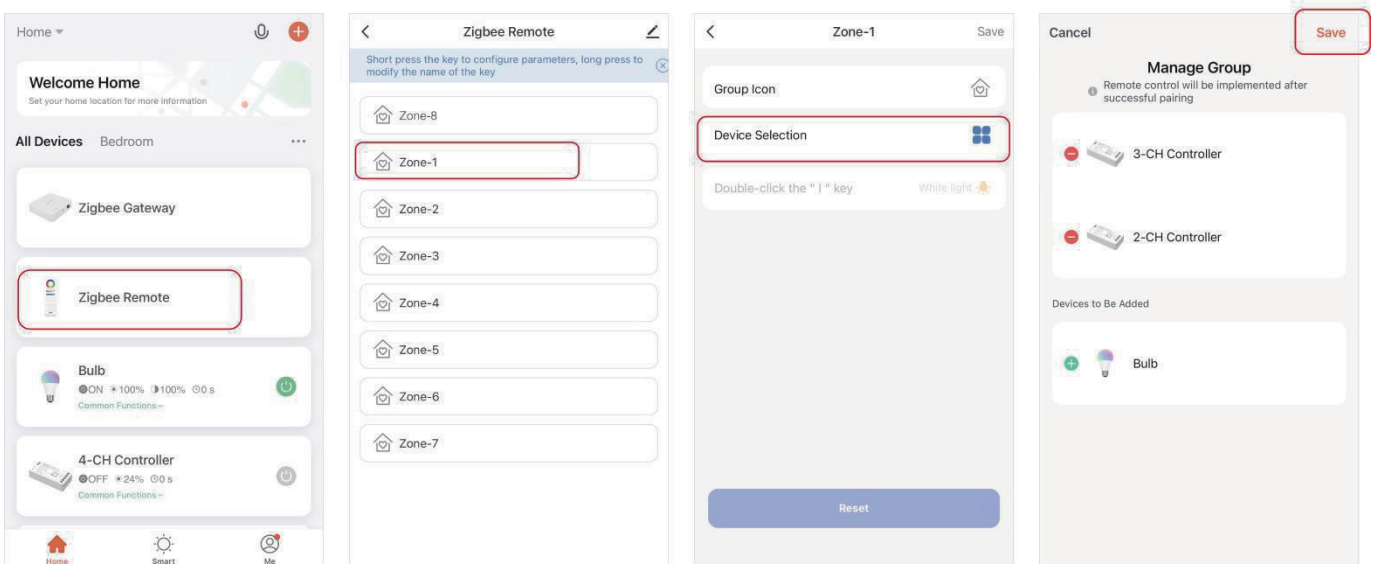 Home
Welcome Home
Set your home location for more information
All Devices Bedroom
Zigbee Gateway
Zigbee Remote
Bulb
ON 100% 100% 0 s
Common Functions
4-CH Controller
OFF 24% 0 s
Common Functions
Home Smart Me
Zigbee Remote
Short press the key to configure parameters, long press to
modify the name of the key
Zone-8
Zone-1
Zone-2
Zone-3
Zone-4
Zone-5
Zone-6
Zone-7
Zone-1 Save
Group Icon
Device Selection
Double-click the " I " key White light
Reset
Cancel Save
Manage Group
Remote control will be implemented after
successful pairing
3-CH Controller
2-CH Controller
Devices to Be Added
Bulb